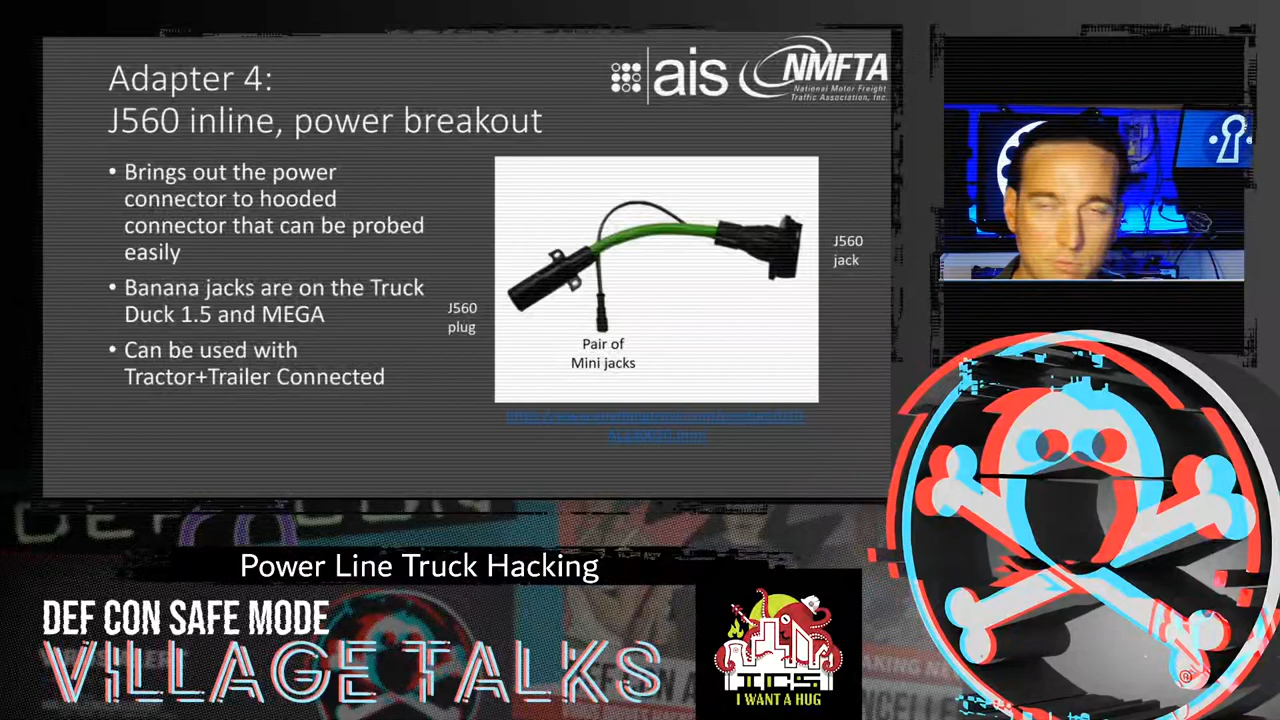 Adapter 4:
J560 inline, power breakout
ais
NMFTA
National Motor Freight
Traffic Association, Inc.
• Brings out the power
connector to hooded
connector that can be probed
easily
• Banana jacks are on the Truck
Duck 1.5 and MEGA
• Can be used with
Tractor+Trailer Connected
J560
plug
Pair of
Mini jacks
J560
jack
Power Line Truck Hacking
DEF CON SAFE MODE
VILLAGE TALKS
ICS
I WANT A HUG
DEF CON